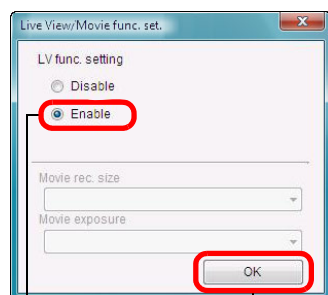 Live View/Movie func. set.
LV func. setting
Disable
Enable
Movie rec. size
Movie exposure
OK